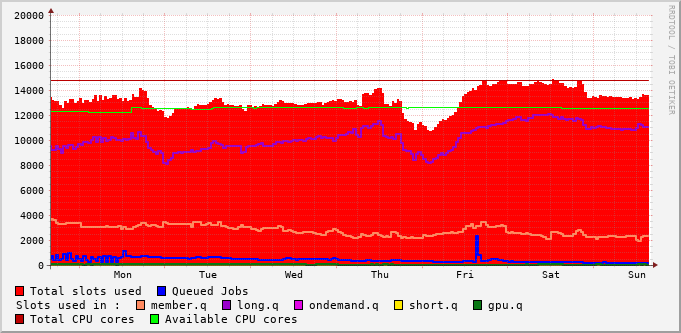 20000
18000
16000
14000
12000
10000
8000
6000
4000
2000
0
Mon Tue Wed Thu Fri Sat Sun
RRDTOOL / TOBI OETIKER
Total slots used Queued Jobs
Slots used in : member.q long.q ondemand.q short.q gpu.q
Total CPU cores Available CPU cores